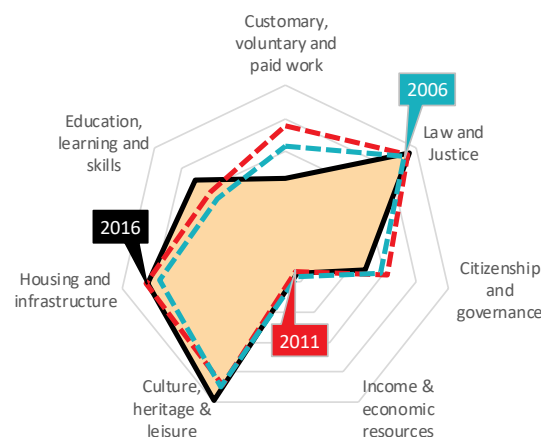 Customary,
voluntary and
paid work
2006
Law and
Justice
Education,
learning and
skills
2016
Citizenship
and
governance
Housing and
infrastructure
2011
Culture,
heritage &
leisure
Income &
economic
resources